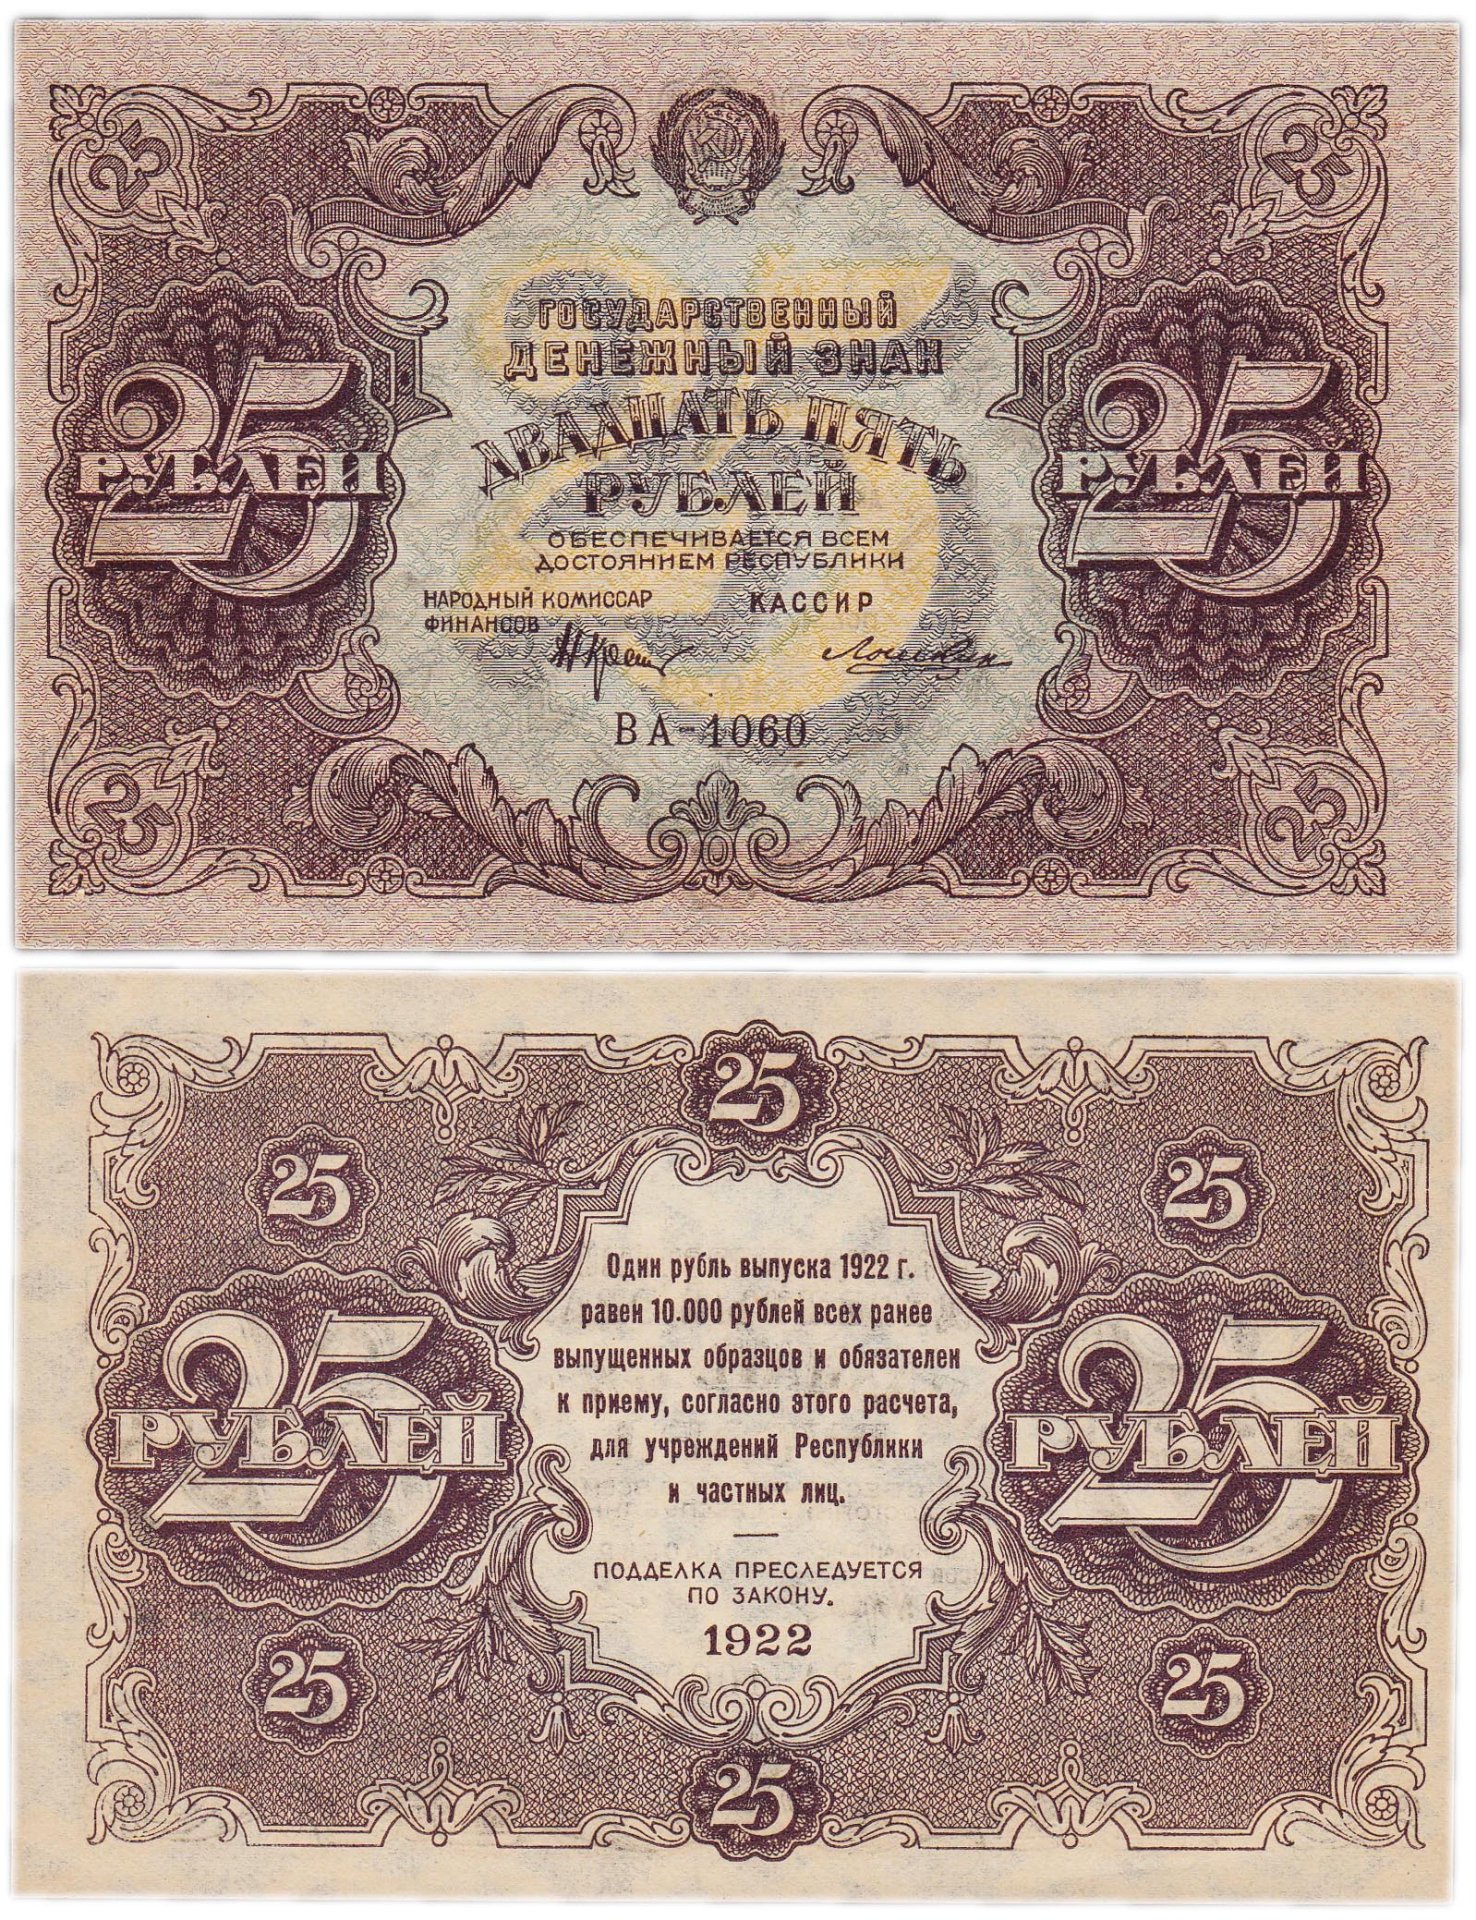 25
25
ГОСУДАРСТВЕННЫЙ
ДЕНЕЖНЫЙ ЗНАК
ДВАДЦАТЬ ПЯТЬ
РУБЛЕЙ
ОБЕСПЕЧИВАЕТСЯ ВСЕМ
ДОСТОЯНИЕМ РЕСПУБЛИКИ
25 РУБЛЕЙ
25 РУБЛЕЙ
НАРОДНЫЙ КОМИССАР
ФИНАНСОВ
КАССИР
ВА-1060
25
25
25
25
25
Один рубль выпуска 1922 г.
равен 10.000 рублей всех ранее
выпущенных образцов и обязателен
к приему, согласно этого расчета,
для учреждений Республики
и частных лиц.
25 РУБЛЕЙ
25 РУБЛЕЙ
ПОДДЕЛКА ПРЕСЛЕДУЕТСЯ
ПО ЗАКОНУ.
1922
25
25
25